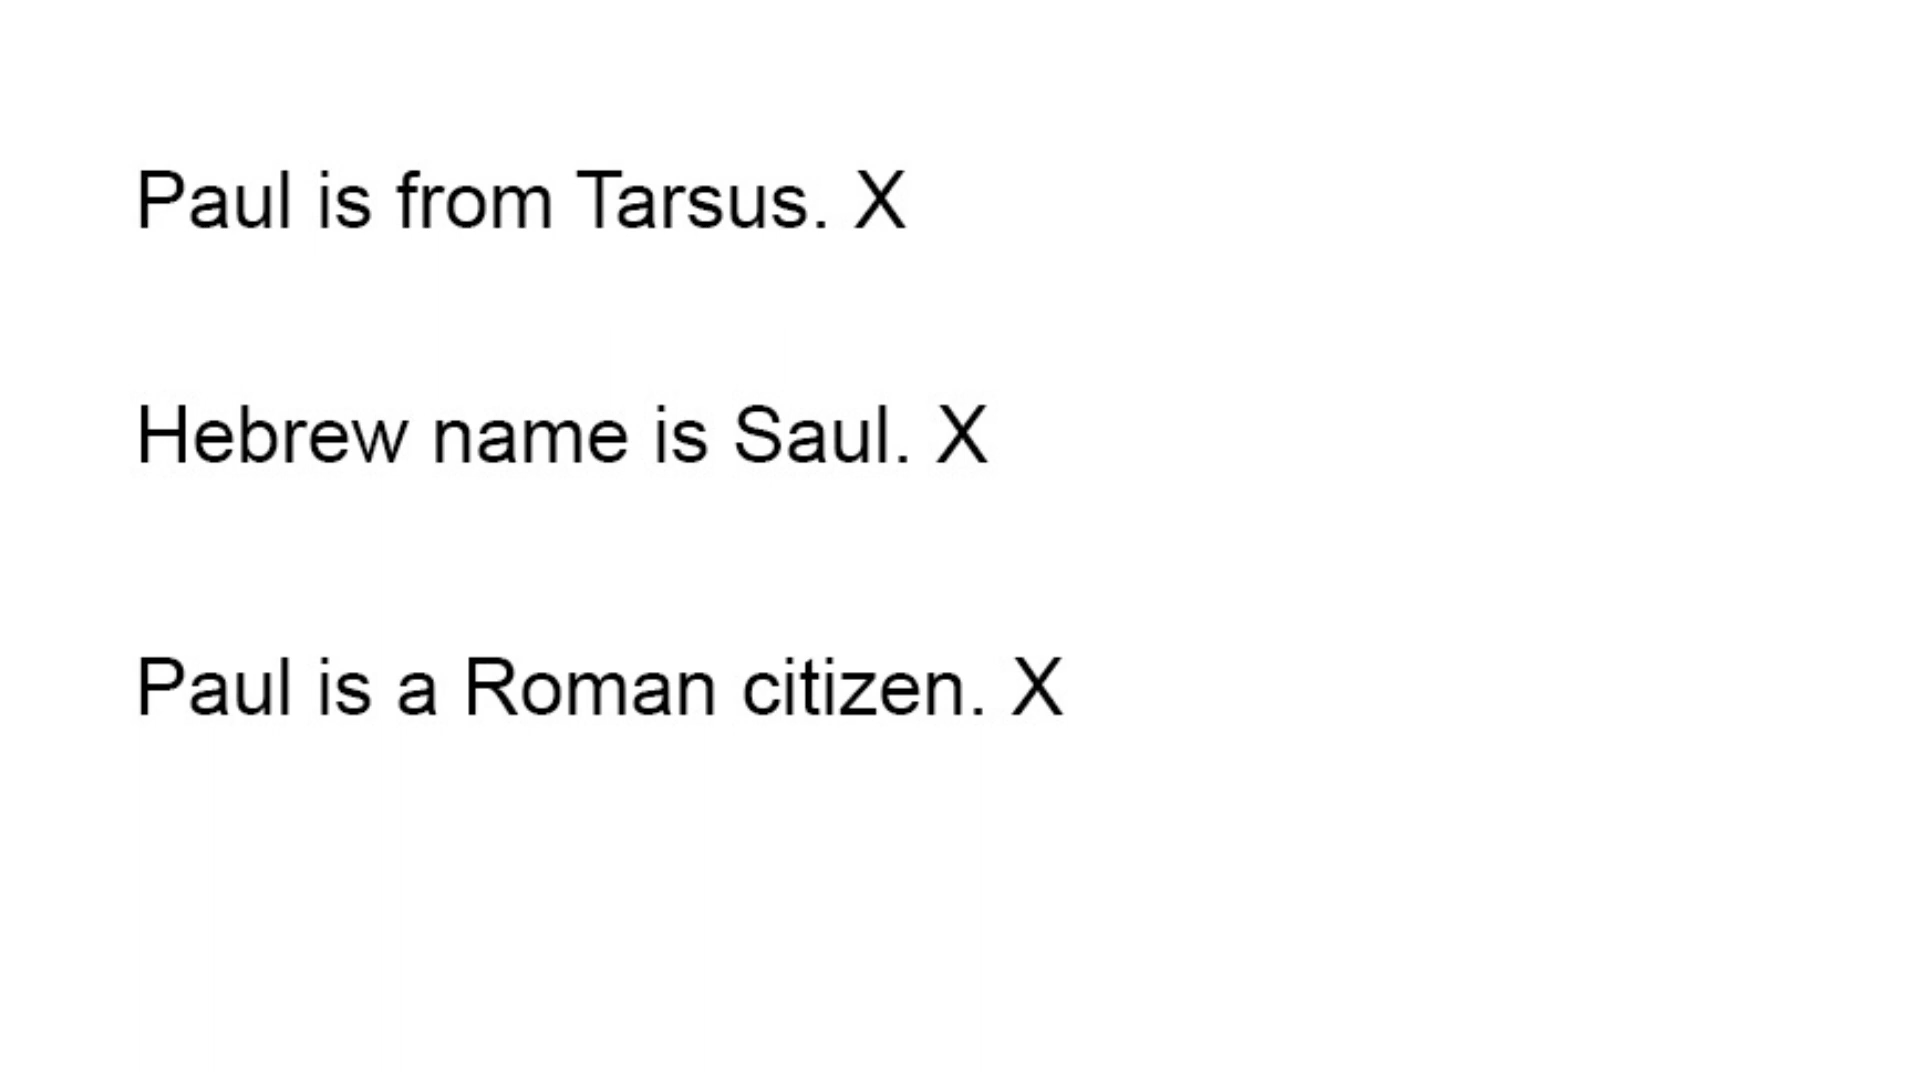 Paul is from Tarsus. X
Hebrew name is Saul. X
Paul is a Roman citizen. X